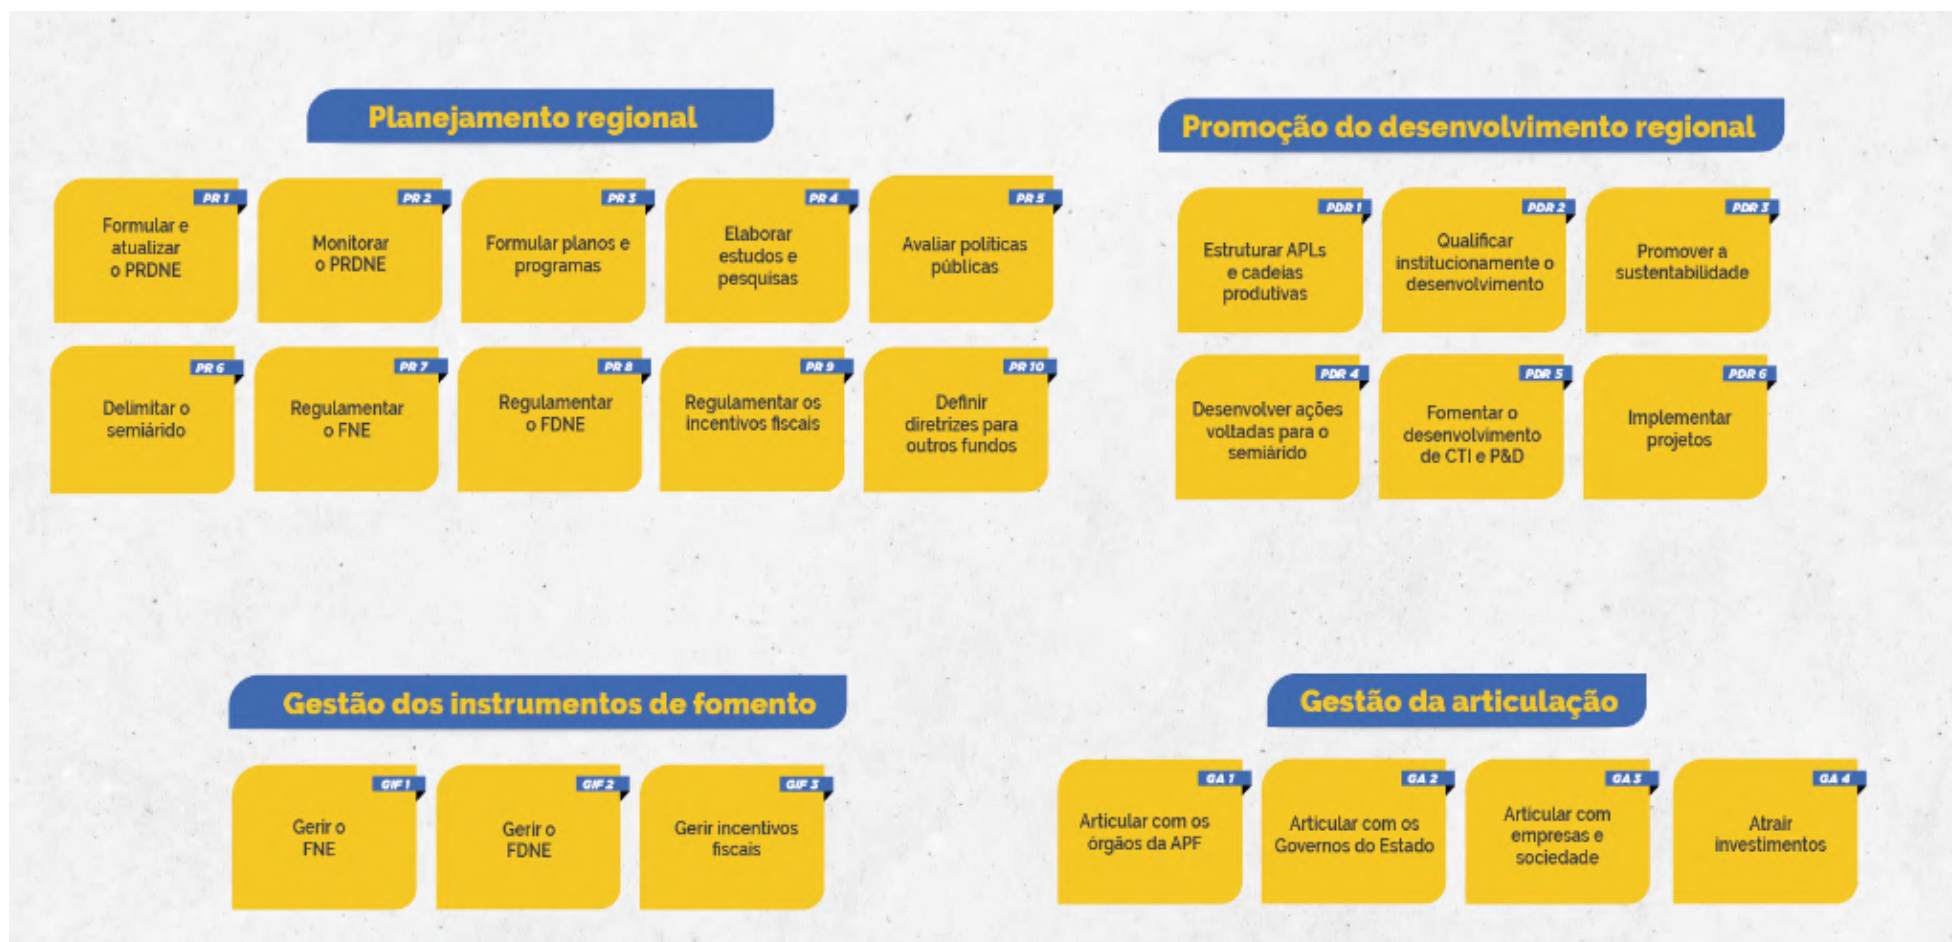 Planejamento regional
PR 1
Formular e
atualizar
o PRDNE
PR 2
Monitorar
o PRDNE
PR 3
Formular planos e
programas
PR 4
Elaborar
estudos e
pesquisas
PR 5
Avaliar políticas
públicas
PR 6
Delimitar o
semiárido
PR 7
Regulamentar
o FNE
PR 8
Regulamentar
o FDNE
PR 9
Regulamentar os
incentivos fiscais
PR 10
Definir
diretrizes para
outros fundos
Promoção do desenvolvimento regional
PDR 1
Estruturar APLs
e cadeias
produtivas
PDR 2
Qualificar
institucionamente o
desenvolvimento
PDR 3
Promover a
sustentabilidade
PDR 4
Desenvolver ações
voltadas para o
semiárido
PDR 5
Fomentar o
desenvolvimento
de CTI e P&D
PDR 6
Implementar
projetos
Gestão dos instrumentos de fomento
GIF 1
Gerir o
FNE
GIF 2
Gerir o
FDNE
GIF 3
Gerir incentivos
fiscais
Gestão da articulação
GA 1
Articular com os
órgãos da APF
GA 2
Articular com os
Governos do Estado
GA 3
Articular com
empresas e
sociedade
GA 4
Atrair
investimentos